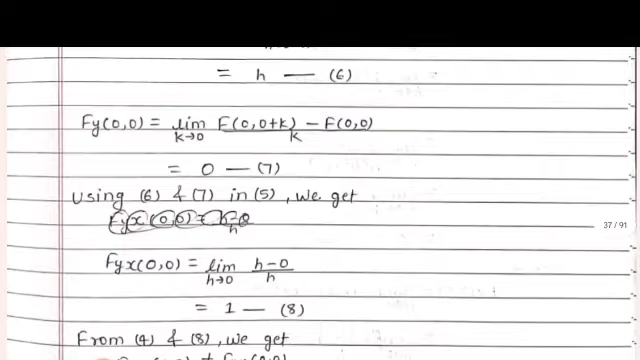 = h — (6)
Fy(0,0) = lim k→0 F(0,0+k) - F(0,0) / k
= 0 — (7)
Using (6) & (7) in (5), we get
Fyx(0,0) = lim h→0 h-0 / h
37 / 91
= 1 — (8)
From (4) & (8), we get